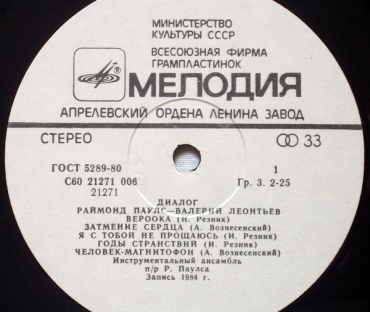 МИНИСТЕРСТВО
КУЛЬТУРЫ СССР
ВСЕСОЮЗНАЯ ФИРМА
ГРАМПЛАСТИНОК
МЕЛОДИЯ
АПРЕЛЕВСКИЙ ОРДЕНА ЛЕНИНА ЗАВОД
СТЕРЕО 33
ГОСТ 5289-80 1
С60 21271 006 Гр. 3. 2-25
21271
ДИАЛОГ
РАЙМОНД ПАУЛС—ВАЛЕРИЙ ЛЕОНТЬЕВ
ВЕРООКА (И. Резник)
ЗАТМЕНИЕ СЕРДЦА (А. Вознесенский)
Я С ТОБОЙ НЕ ПРОЩАЮСЬ (И. Резник)
ГОДЫ СТРАНСТВИЙ (И. Резник)
ЧЕЛОВЕК-МАГНИТОФОН (А. Вознесенский)
Инструментальный ансамбль
п/р Р. Паулса
Запись 1984 г.